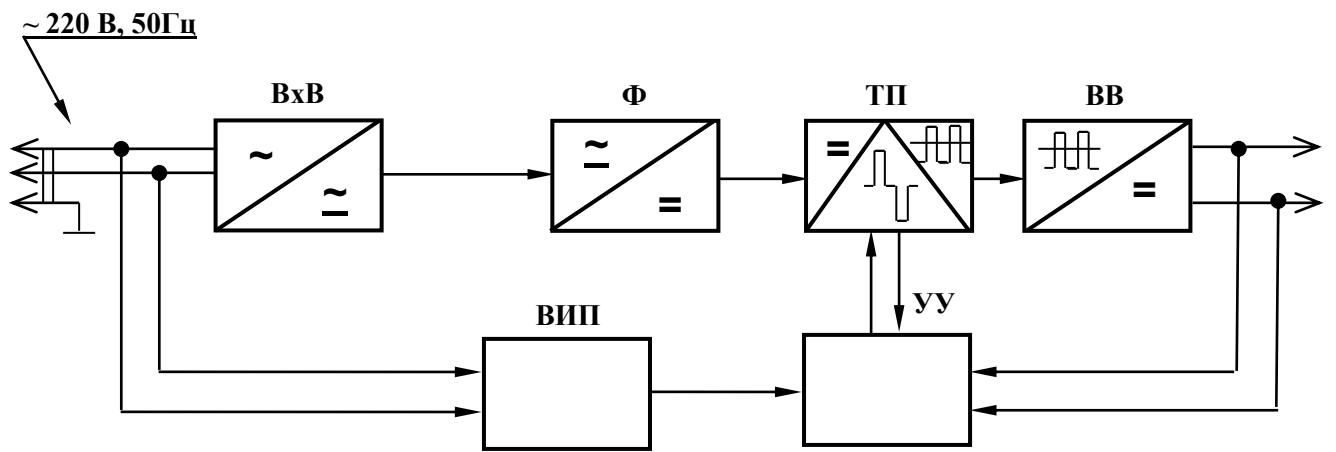 ~ 220 В, 50Гц
ВхВ
Ф
ТП
ВВ
~
≃
≃
=
=
=
УУ
ВИП